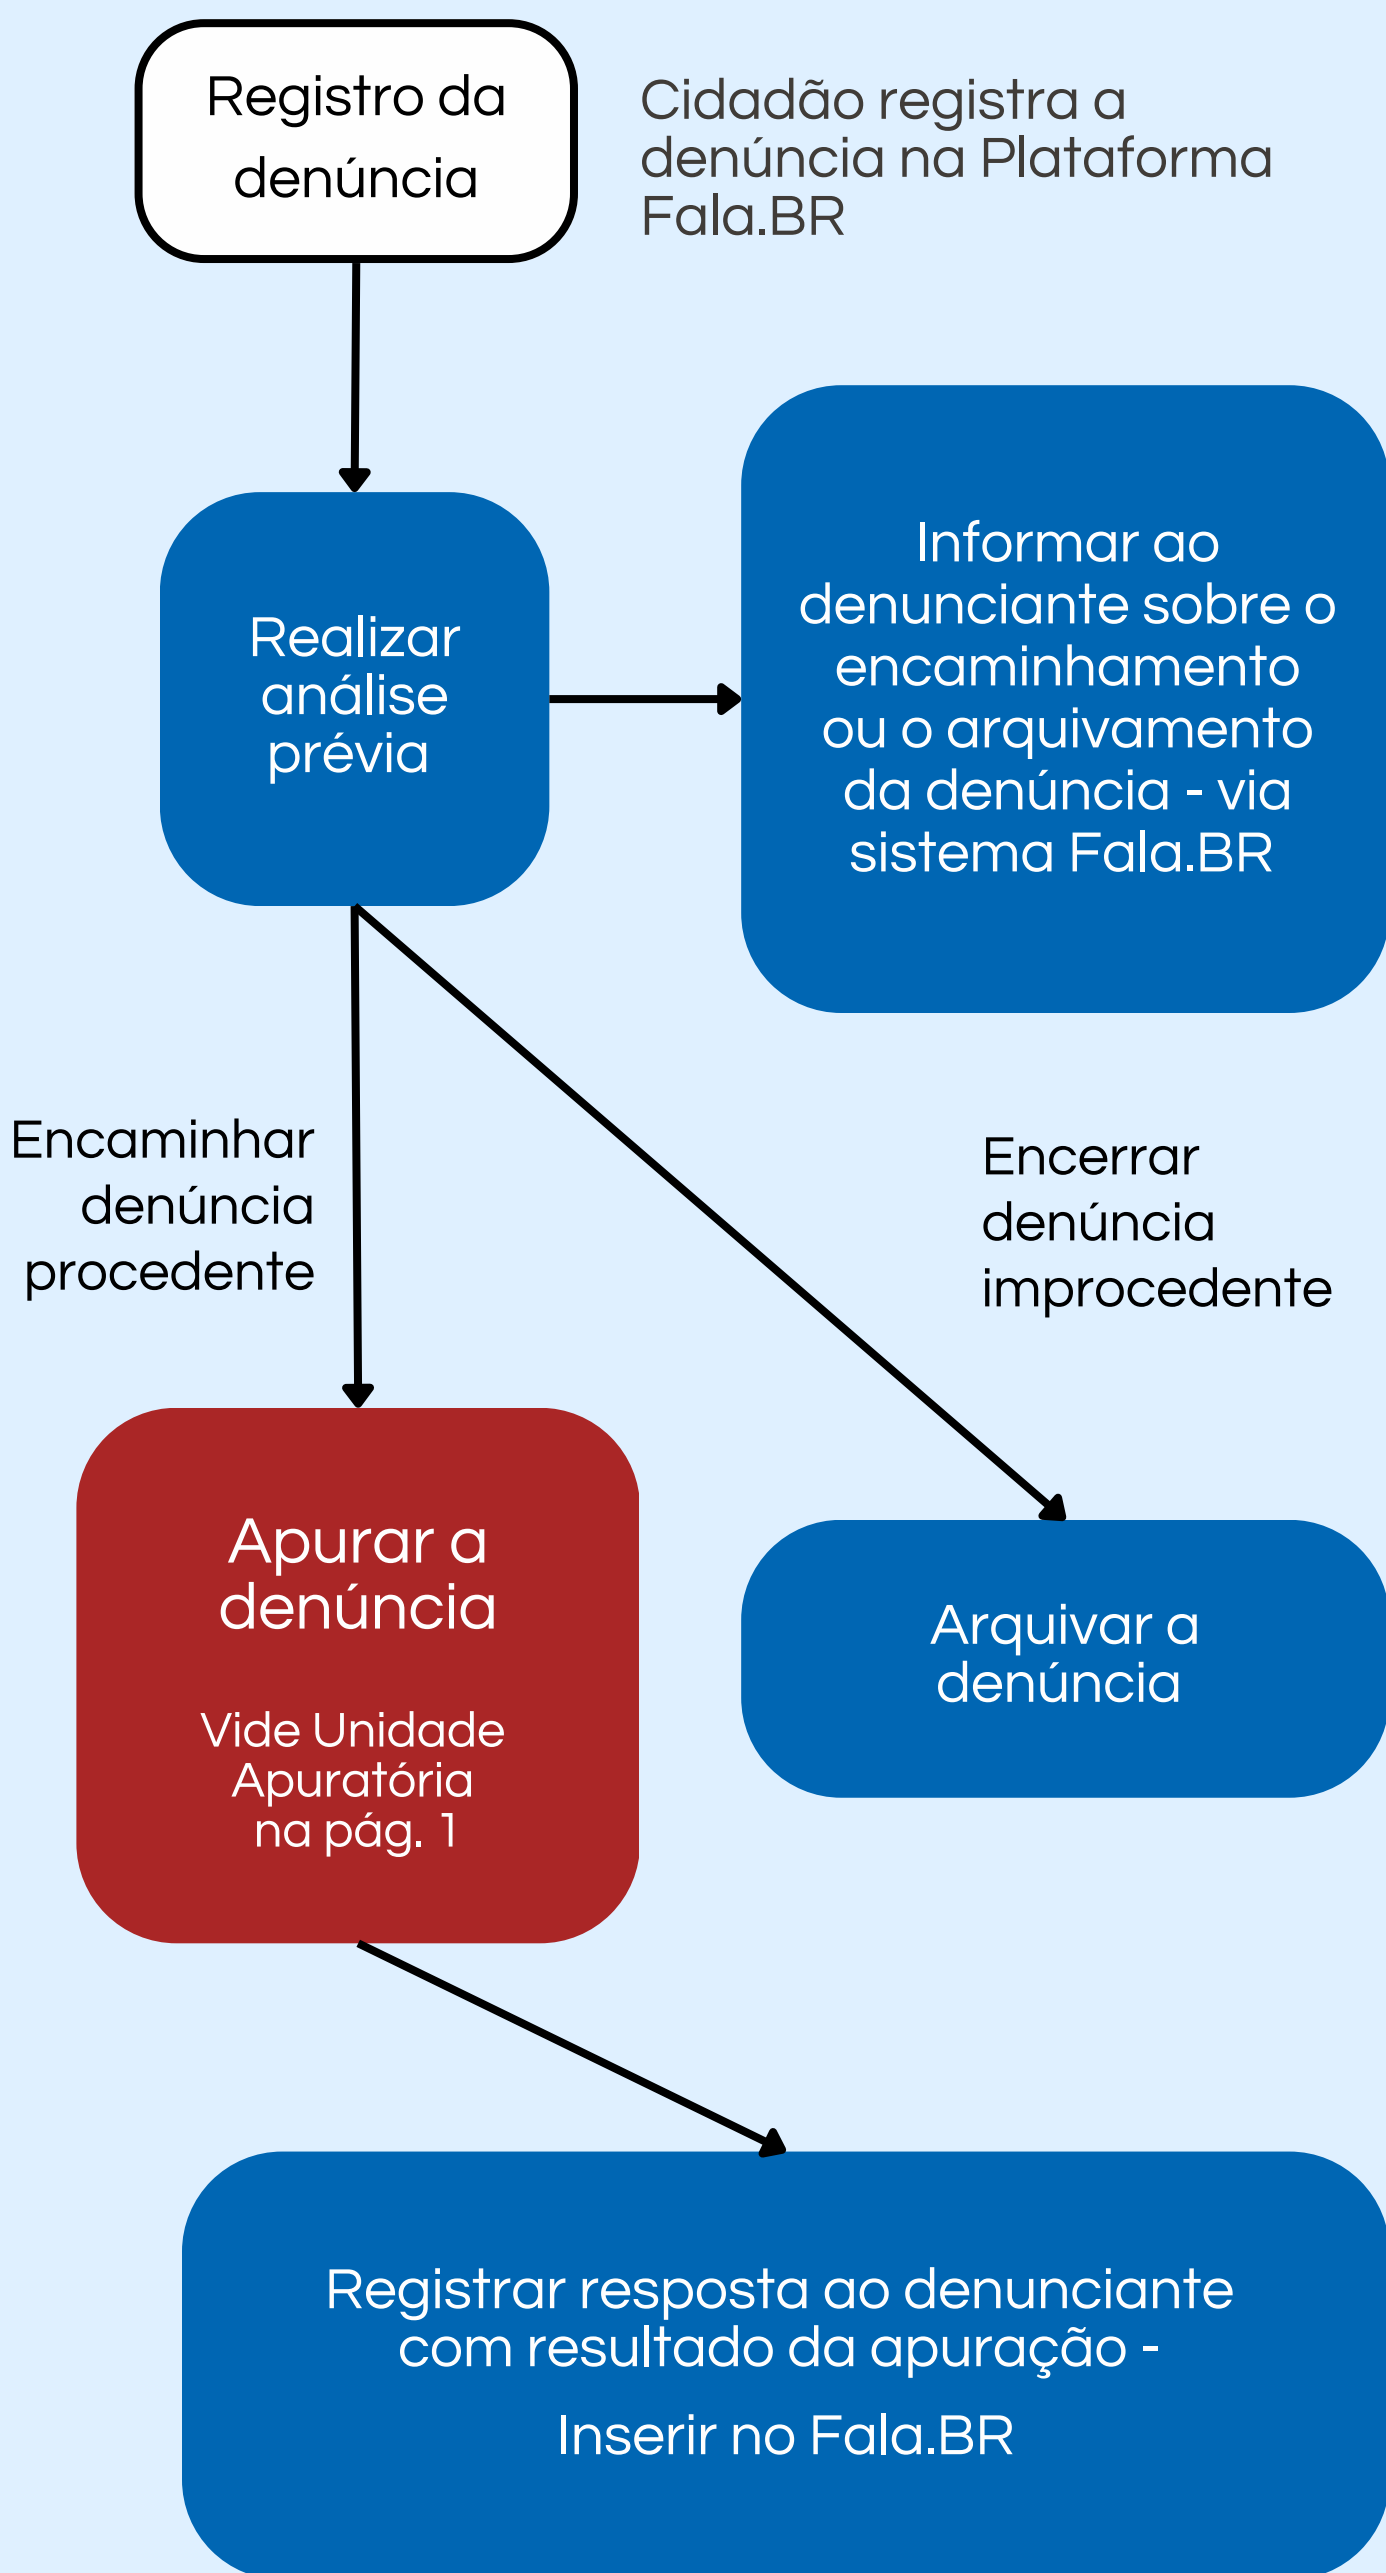 Registro da
denúncia
Cidadão registra a
denúncia na Plataforma
Fala.BR
Realizar
análise
prévia
Informar ao
denunciante sobre o
encaminhamento
ou o arquivamento
da denúncia - via
sistema Fala.BR
Encaminhar
denúncia
procedente
Encerrar
denúncia
improcedente
Apurar a
denúncia
Vide Unidade
Apuratória
na pág. 1
Arquivar a
denúncia
Registrar resposta ao denunciante
com resultado da apuração -
Inserir no Fala.BR